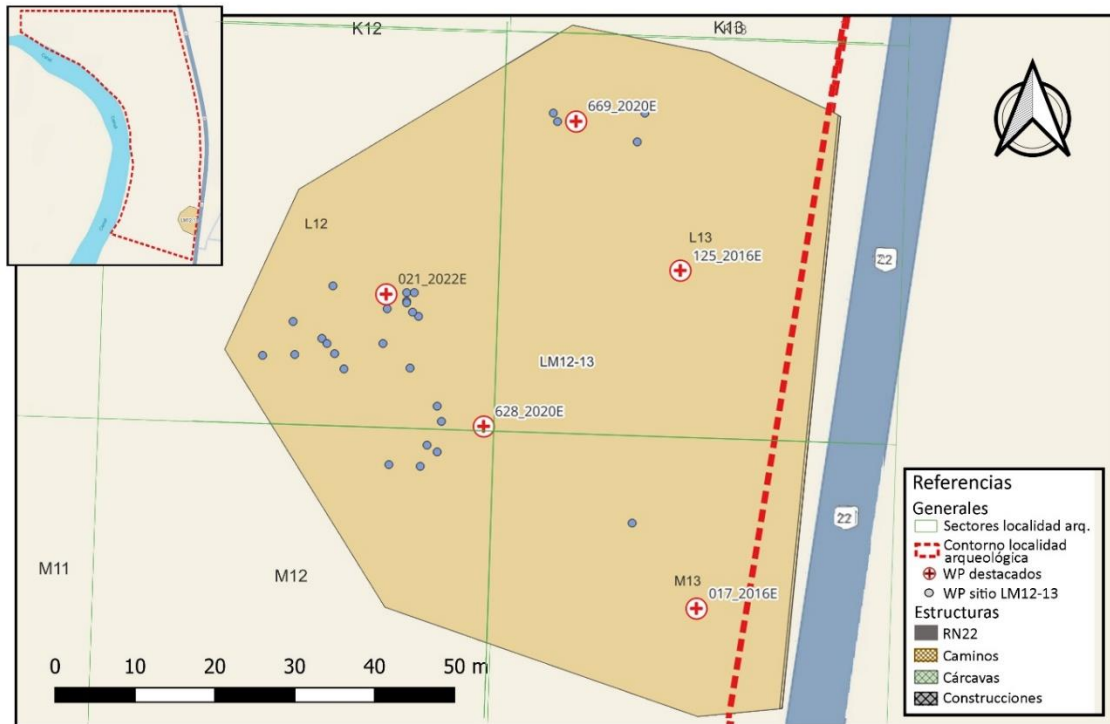 K12
K13
669_2020E
L12
L13
125_2016E
021_2022E
22
LM12-13
628_2020E
22
M11
M12
M13
017_2016E
0 10 20 30 40 50 m
Referencias
Generales
Sectores localidad arq.
Contorno localidad
arqueológica
WP destacados
WP sitio LM12-13
Estructuras
RN22
Caminos
Cárcavas
Construcciones